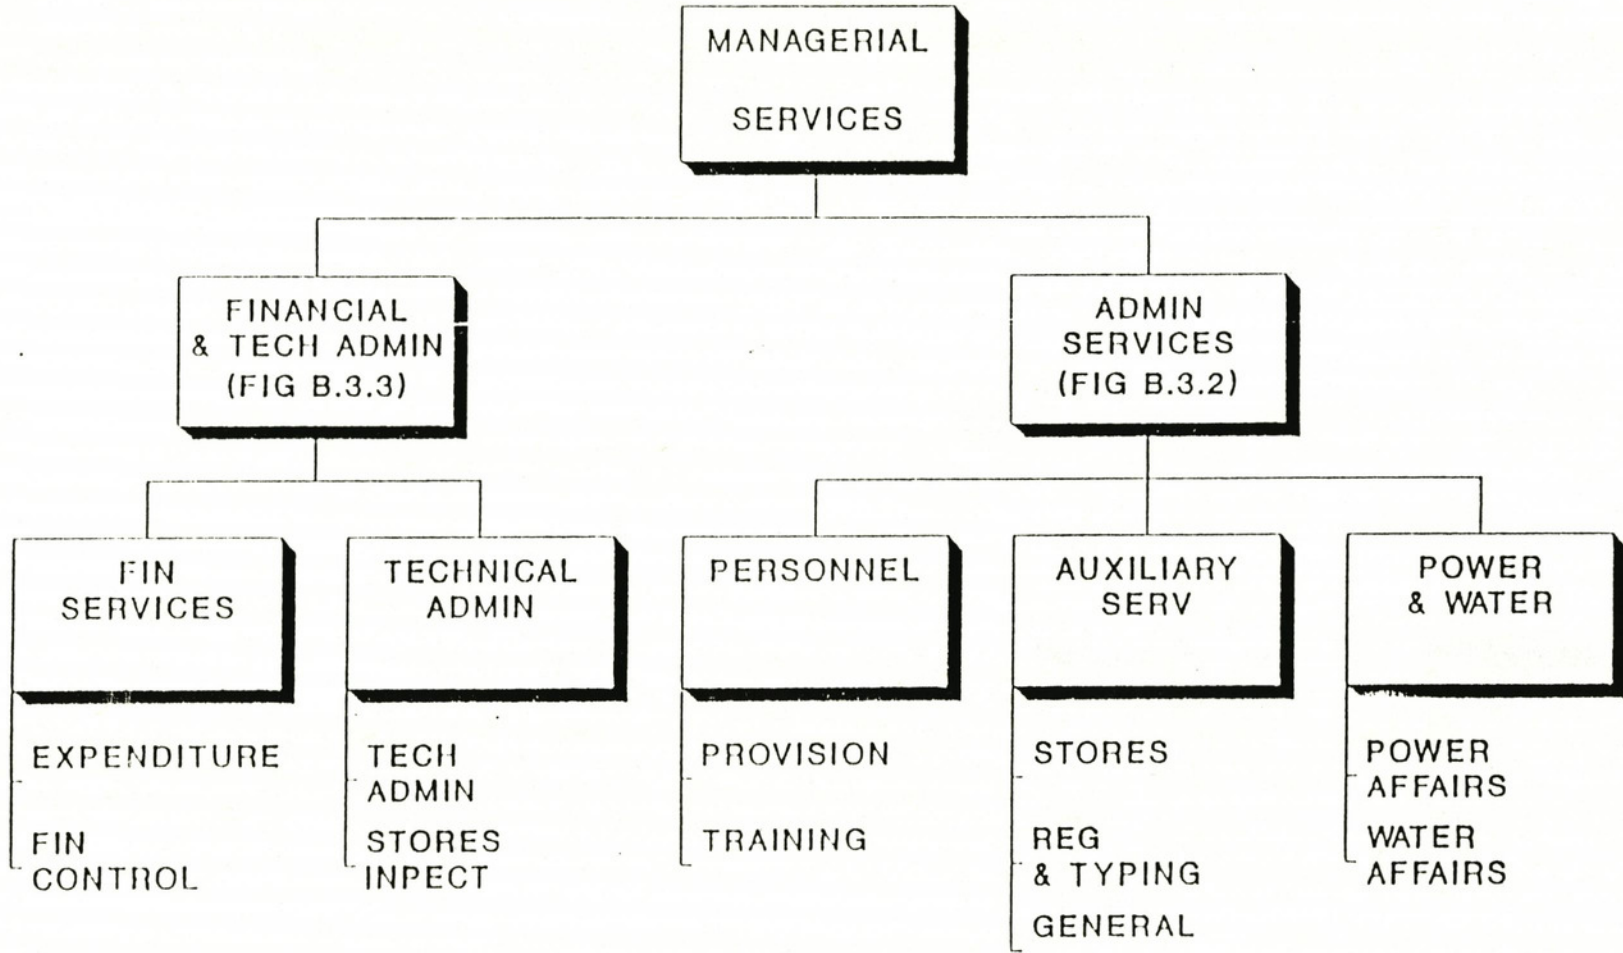 MANAGERIAL
SERVICES
FINANCIAL
& TECH ADMIN
(FIG B.3.3)
ADMIN
SERVICES
(FIG B.3.2)
FIN
SERVICES
EXPENDITURE
FIN
CONTROL
TECHNICAL
ADMIN
TECH
ADMIN
STORES
INPECT
PERSONNEL
PROVISION
TRAINING
AUXILIARY
SERV
STORES
REG
& TYPING
GENERAL
POWER
& WATER
POWER
AFFAIRS
WATER
AFFAIRS